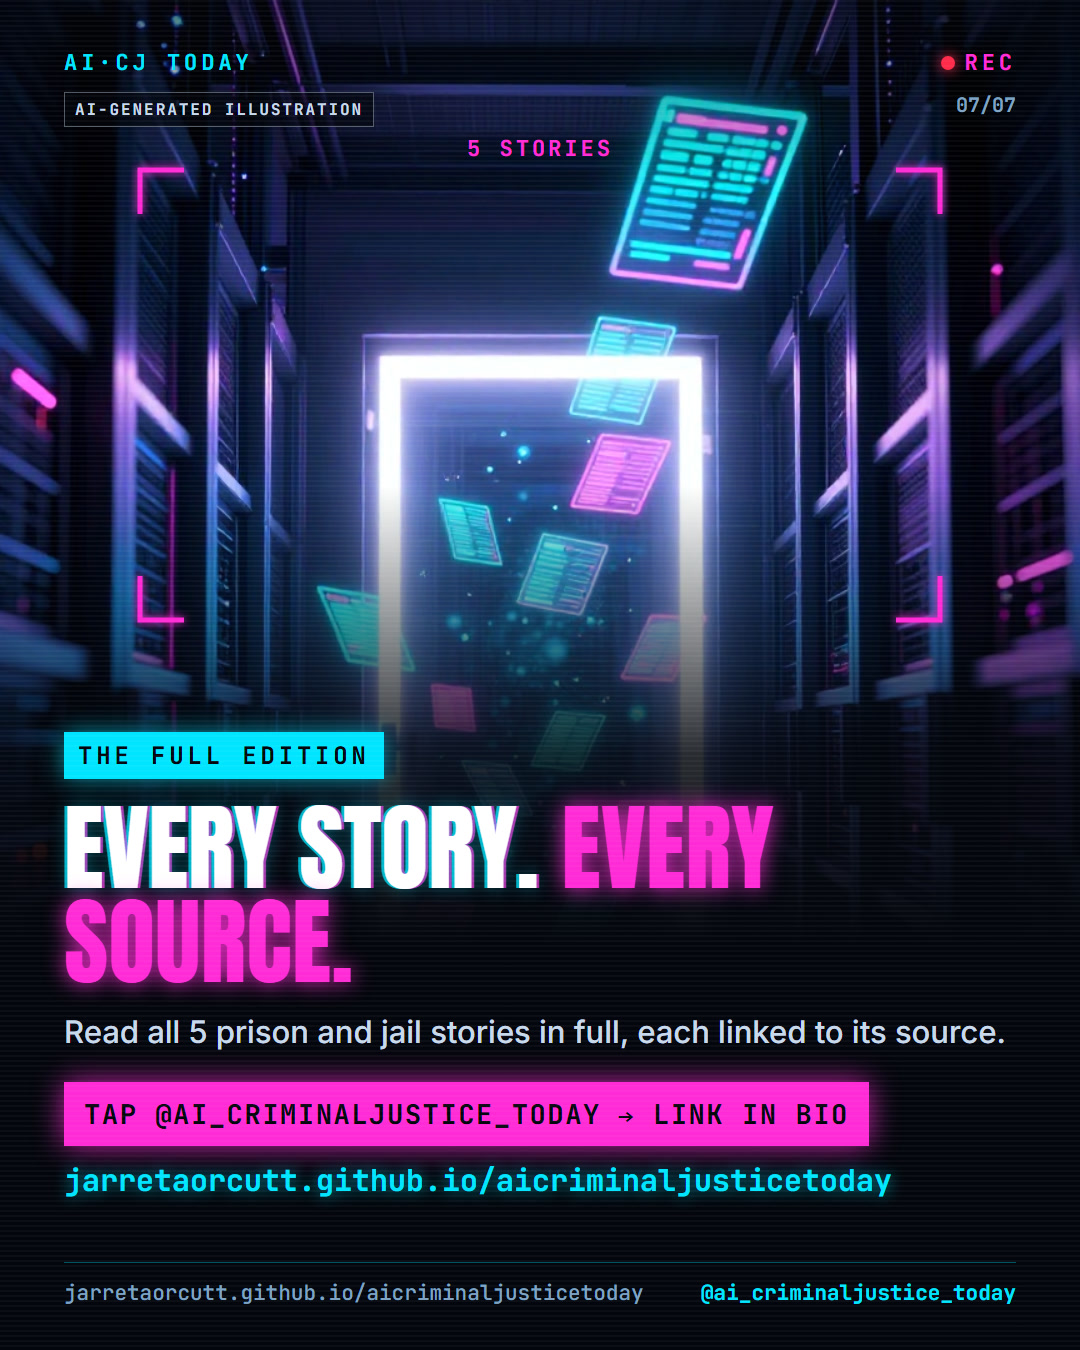 AI·CJ TODAY
REC
AI-GENERATED ILLUSTRATION
07/07
5 STORIES
THE FULL EDITION
EVERY STORY. EVERY
SOURCE.
Read all 5 prison and jail stories in full, each linked to its source.
TAP @AI_CRIMINALJUSTICE_TODAY → LINK IN BIO
jarretaorcutt.github.io/aicriminaljusticetoday
jarretaorcutt.github.io/aicriminaljusticetoday
@ai_criminaljustice_today